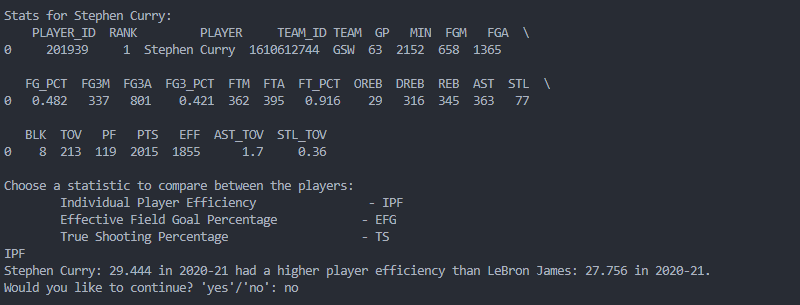 Stats for Stephen Curry:
PLAYER_ID RANK PLAYER TEAM_ID TEAM GP MIN FGM FGA \
0 201939 1 Stephen Curry 1610612744 GSW 63 2152 658 1365
FG_PCT FG3M FG3A FG3_PCT FTM FTA FT_PCT OREB DREB REB AST STL \
0 0.482 337 801 0.421 362 395 0.916 29 316 345 363 77
BLK TOV PF PTS EFF AST_TOV STL_TOV
0 8 213 119 2015 1855 1.7 0.36
Choose a statistic to compare between the players:
Individual Player Efficiency - IPF
Effective Field Goal Percentage - EFG
True Shooting Percentage - TS
IPF
Stephen Curry: 29.444 in 2020-21 had a higher player efficiency than LeBron James: 27.756 in 2020-21.
Would you like to continue? 'yes'/'no': no